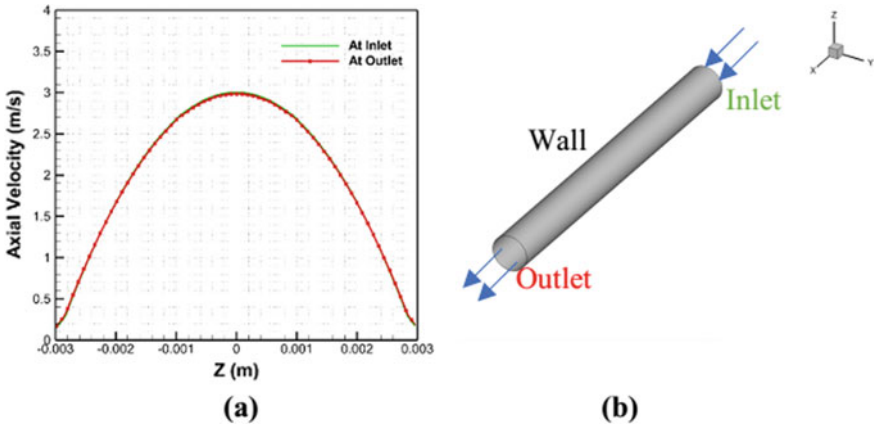 4
3.5
3
2.5
2
1.5
1
0.5
0
Axial Velocity (m/s)
At Inlet
At Outlet
-0.003 -0.002 -0.001 0 0.001 0.002 0.003
Z (m)
(a)
Z
X
Y
Inlet
Wall
Outlet
(b)